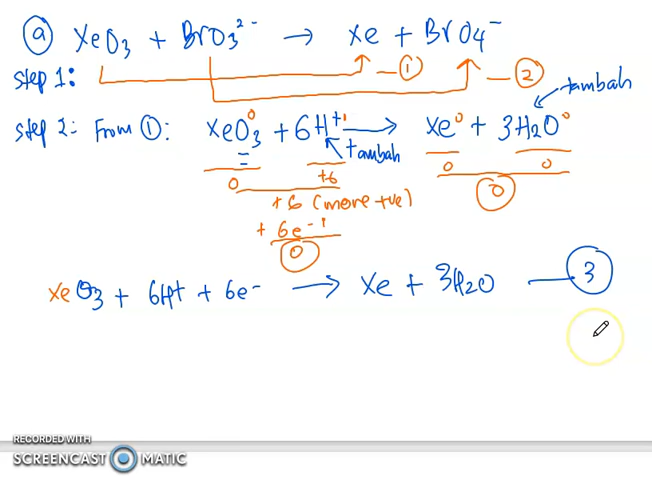 a XeO3 + BrO3²⁻ → Xe + BrO4⁻
Step 1: ① ②
tambah
Step 2: From ①: XeO3⁰ + 6H⁺¹ → Xe⁰ + 3H2O⁰
tambah
0 +6 0 0
+6 (more +ve) 0
+ 6e⁻¹
0
XeO3 + 6H⁺ + 6e⁻ → Xe + 3H2O — 3
RECORDED WITH
SCREENCAST MATIC